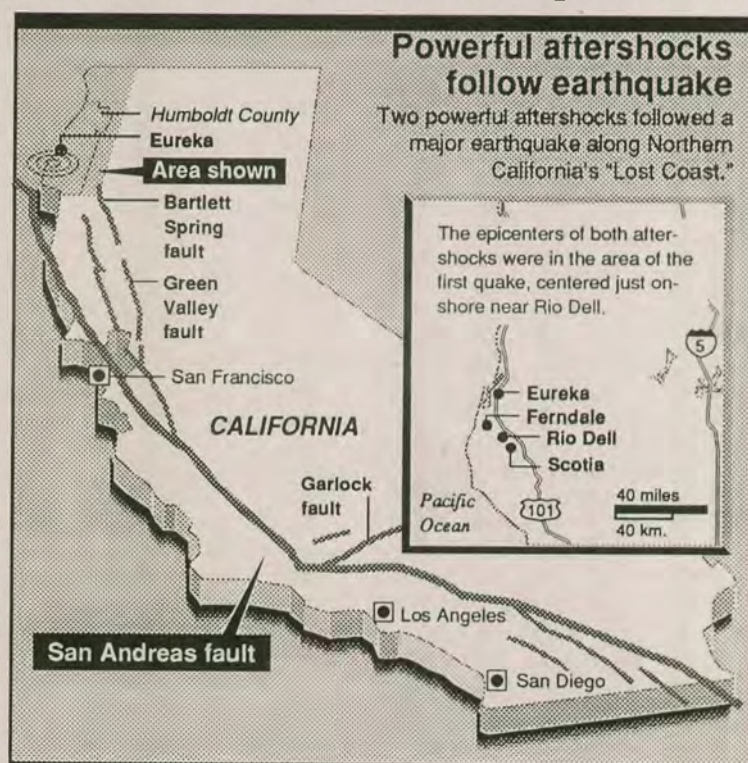 Powerful aftershocks
follow earthquake
Two powerful aftershocks followed a
major earthquake along Northern
California's "Lost Coast."
Humboldt County
Eureka
Area shown
Bartlett
Spring
fault
Green
Valley
fault
San Francisco
CALIFORNIA
Garlock
fault
Los Angeles
San Andreas fault
San Diego
The epicenters of both after-
shocks were in the area of the
first quake, centered just on-
shore near Rio Dell.
5
Eureka
Ferndale
Rio Dell
Scotia
Pacific
Ocean
101
40 miles
40 km.